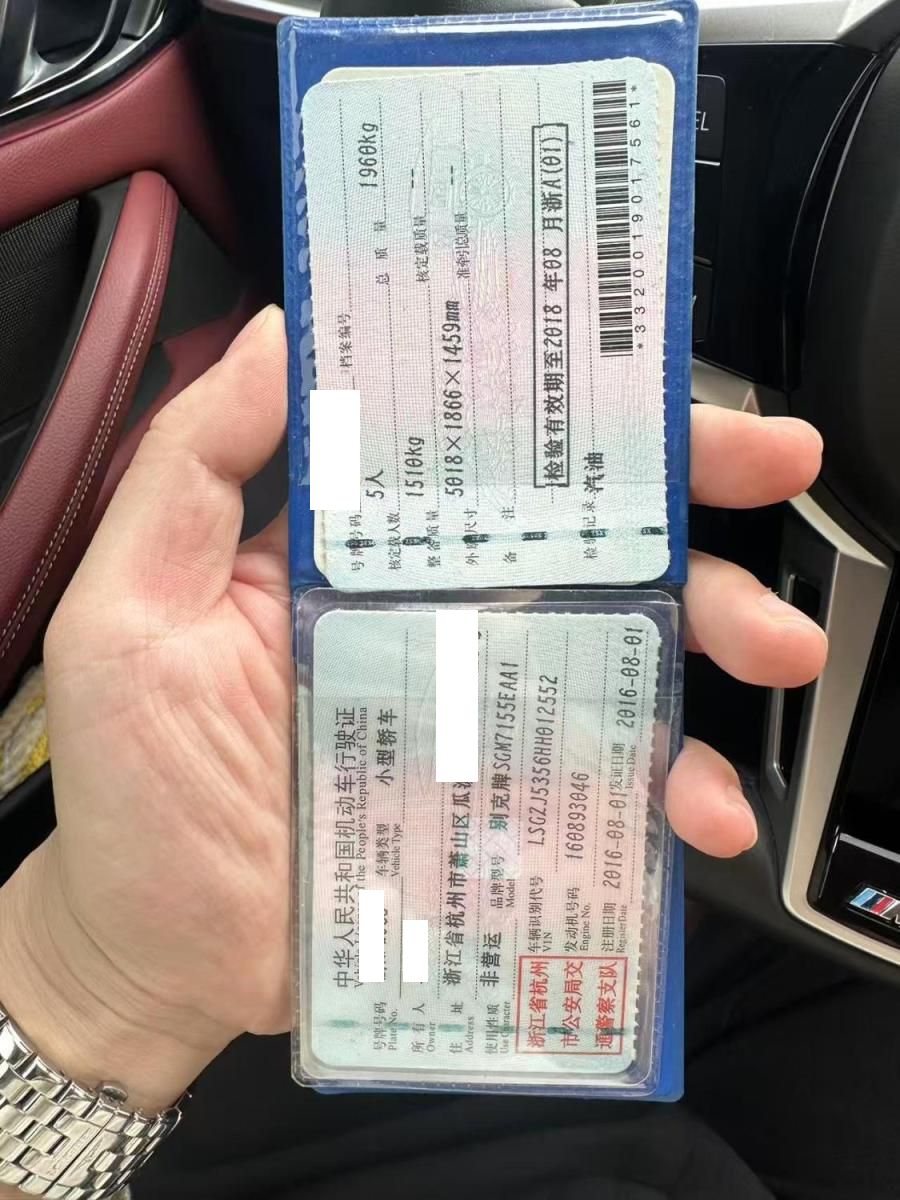 号牌号码
档案编号
核定载人数 5人
总质量 1960kg
整备质量 1510kg
核定载质量 --
外廓尺寸 5018×1866×1459mm
准牵引总质量 --
备注
检验有效期至2018 年08 月浙A(01)
检验记录 汽油
*3320019017561*
中华人民共和国机动车行驶证
the People's Republic of China
号牌号码 车辆类型 小型轿车
Plate No. Vehicle Type
所有人
Owner
住址 浙江省杭州市萧山区瓜
Address
使用性质 非营运 品牌型号 别克牌SGM7155EAA1
Use Character Model
浙江省杭州
市公安局交
通警察支队
车辆识别代号 LSGZJ5356HH012552
VIN
发动机号码 160893046
Engine No.
注册日期 2016-08-01 发证日期 2016-08-01
Register Date Issue Date